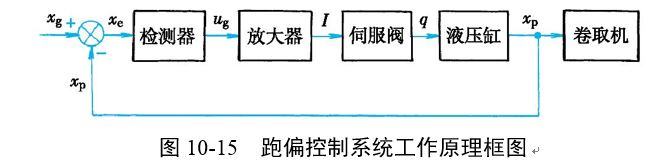 xg + xe 检测器 ug 放大器 I 伺服阀 q 液压缸 xp 卷取机
−
xp
图 10-15 跑偏控制系统工作原理框图